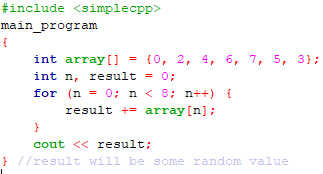 #include <simplecpp>
main_program
{
    int array[] = {0, 2, 4, 6, 7, 5, 3};
    int n, result = 0;
    for (n = 0; n < 8; n++) {
        result += array[n];
    }
    cout << result;
} //result will be some random value